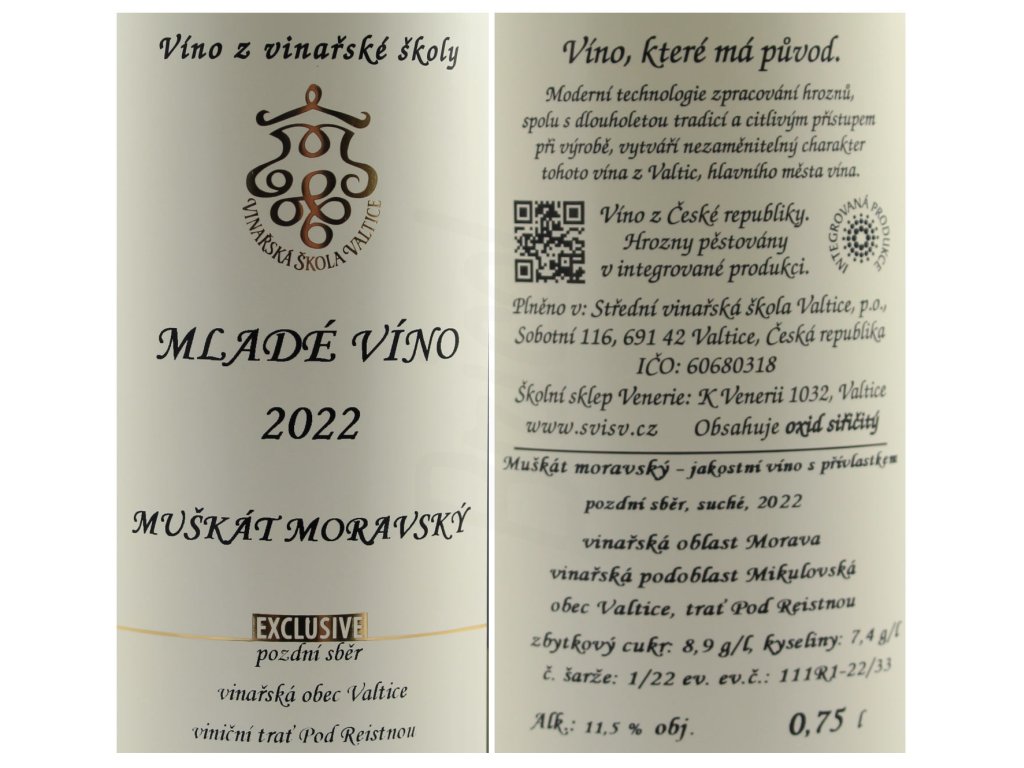 Víno z vinařské školy
VINAŘSKÁ ŠKOLA VALTICE
MLADÉ VÍNO
2022
MUŠKÁT MORAVSKÝ
EXCLUSIVE
pozdní sběr
vinařská obec Valtice
viniční trať Pod Reistnou
Víno, které má původ.
Moderní technologie zpracování hroznů,
spolu s dlouholetou tradicí a citlivým přístupem
při výrobě, vytváří nezaměnitelný charakter
tohoto vína z Valtic, hlavního města vína.
Víno z České republiky.
Hrozny pěstovány
v integrované produkci.
INTEGROVANÁ PRODUKCE
Plněno v: Střední vinařská škola Valtice, p.o.,
Sobotní 116, 691 42 Valtice, Česká republika
IČO: 60680318
Školní sklep Venerie: K Venerii 1032, Valtice
www.svisv.cz Obsahuje oxid siřičitý
Muškát moravský - jakostní víno s přívlastkem
pozdní sběr, suché, 2022
vinařská oblast Morava
vinařská podoblast Mikulovská
obec Valtice, trať Pod Reistnou
zbytkový cukr: 8,9 g/l, kyseliny: 7,4 g/l
č. šarže: 1/22 ev. ev.č.: 111R1-22/33
Alk.: 11,5 % obj. 0,75 l